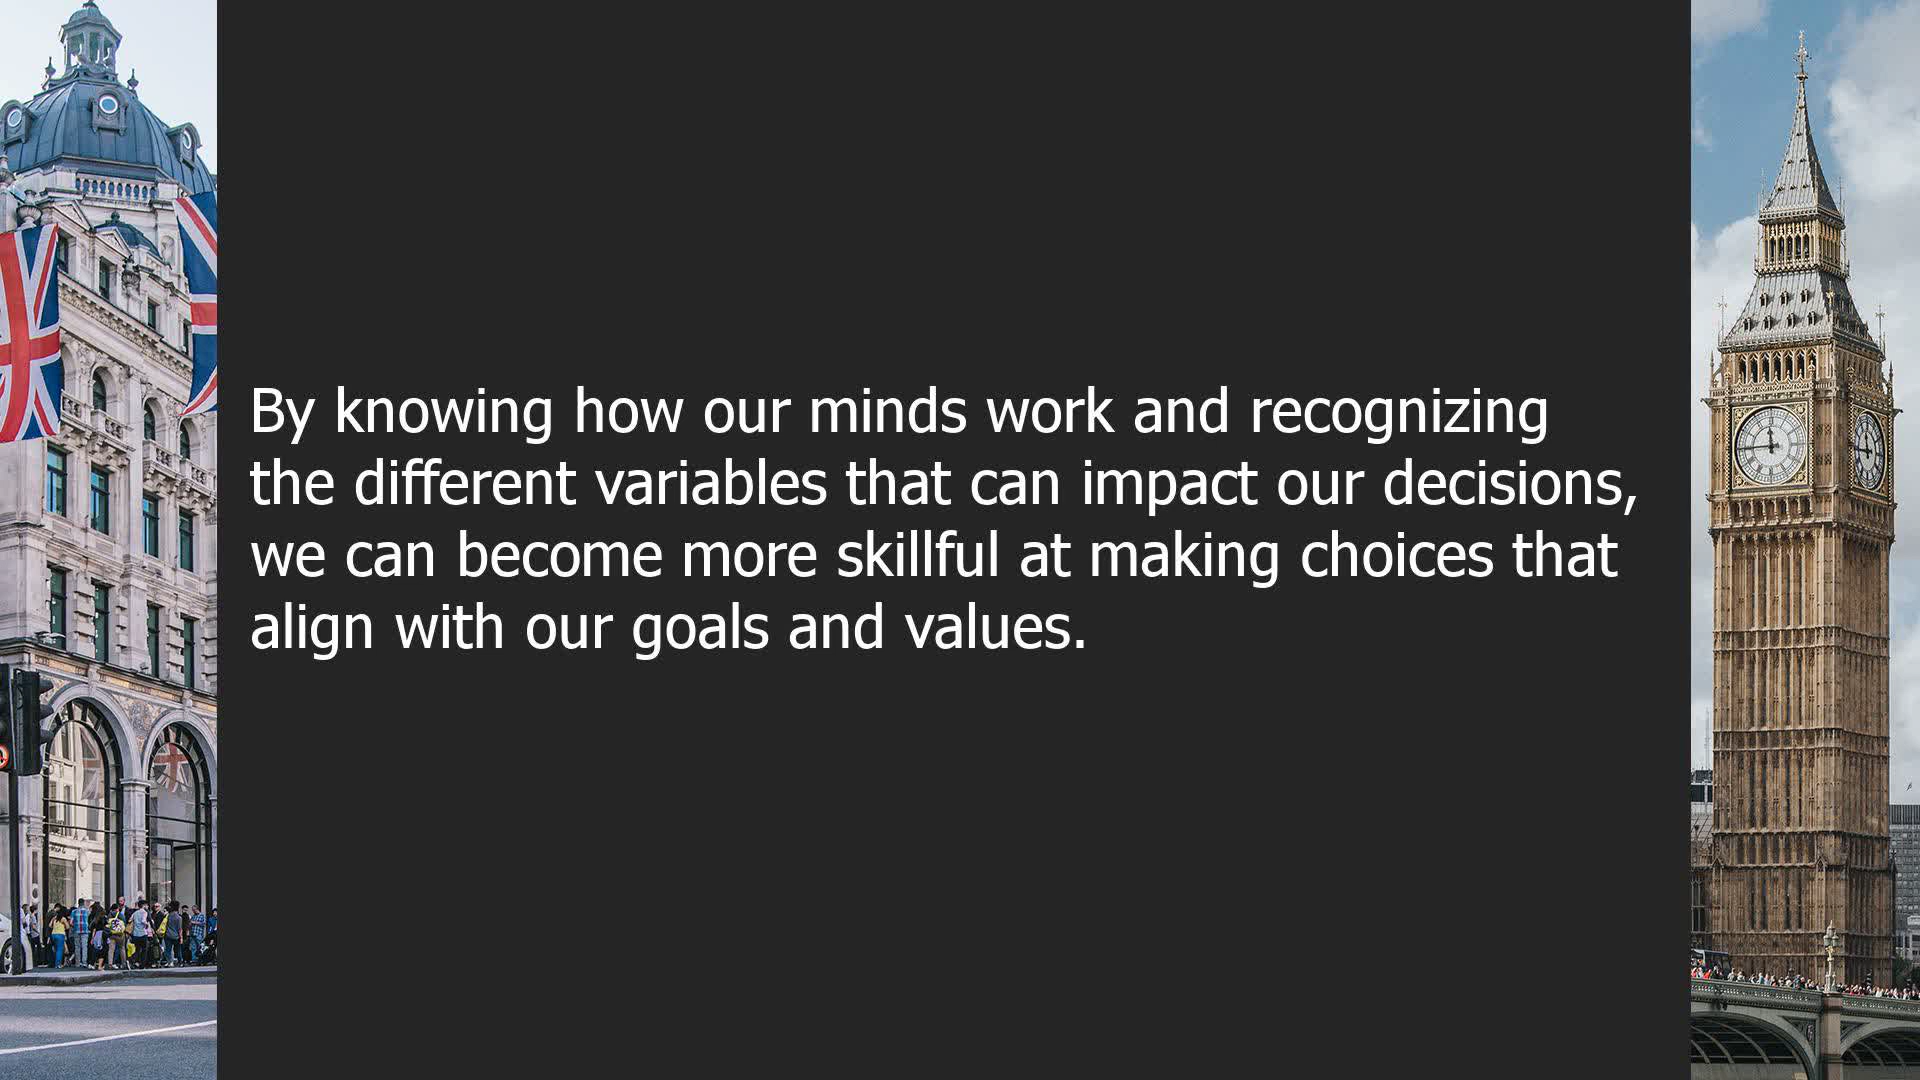 By knowing how our minds work and recognizing
the different variables that can impact our decisions,
we can become more skillful at making choices that
align with our goals and values.